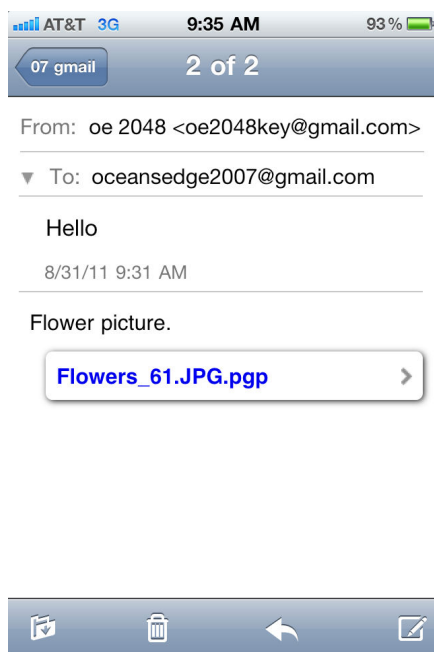 AT&T 3G 9:35 AM 93%
07 gmail 2 of 2
From: oe 2048 <oe2048key@gmail.com>
To: oceansedge2007@gmail.com
Hello
8/31/11 9:31 AM
Flower picture.
Flowers_61.JPG.pgp